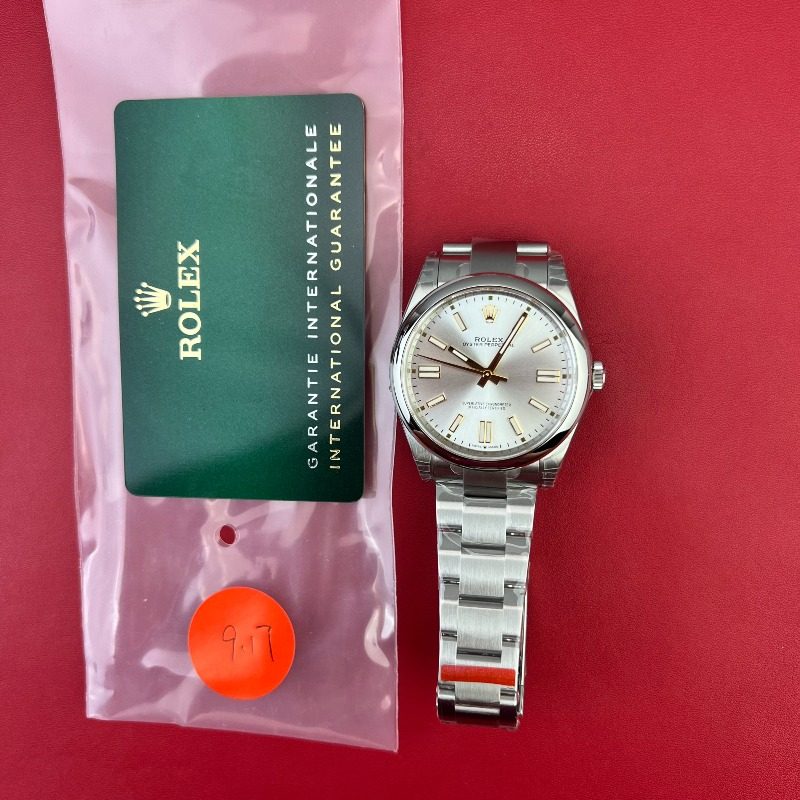 ROLEX
GARANTIE INTERNATIONALE
INTERNATIONAL GUARANTEE
9.17
ROLEX
OYSTER PERPETUAL
SUPERLATIVE CHRONOMETER
OFFICIALLY CERTIFIED